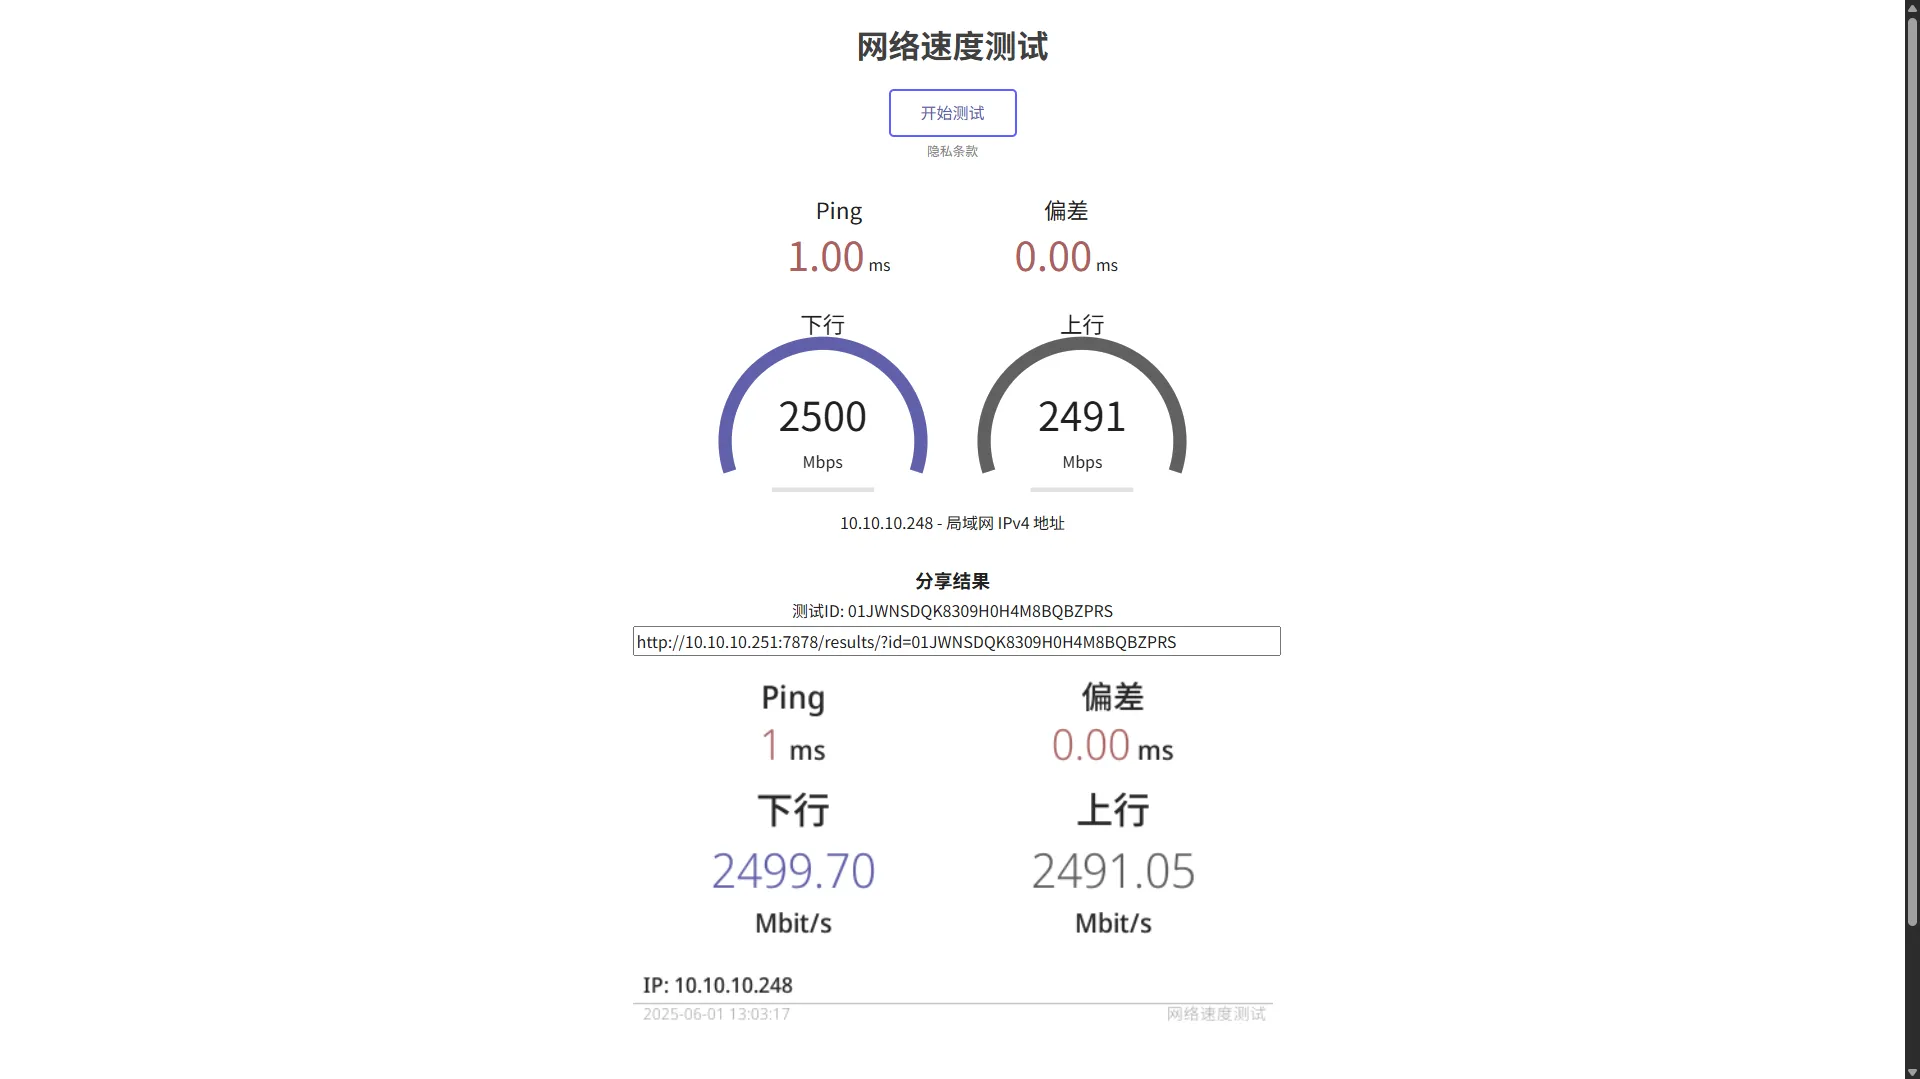 网络速度测试
开始测试
隐私条款
Ping 偏差
1.00 ms 0.00 ms
下行 上行
2500 2491
Mbps Mbps
10.10.10.248 - 局域网 IPv4 地址
分享结果
测试ID: 01JWNSDQK8309H0H4M8BQBZPRS
http://10.10.10.251:7878/results/?id=01JWNSDQK8309H0H4M8BQBZPRS
Ping 偏差
1 ms 0.00 ms
下行 上行
2499.70 2491.05
Mbit/s Mbit/s
IP: 10.10.10.248
2025-06-01 13:03:17 网络速度测试